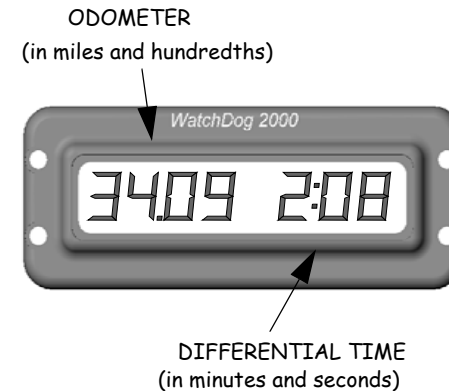 ODOMETER
(in miles and hundredths)
WatchDog 2000
34.09 2:08
DIFFERENTIAL TIME
(in minutes and seconds)